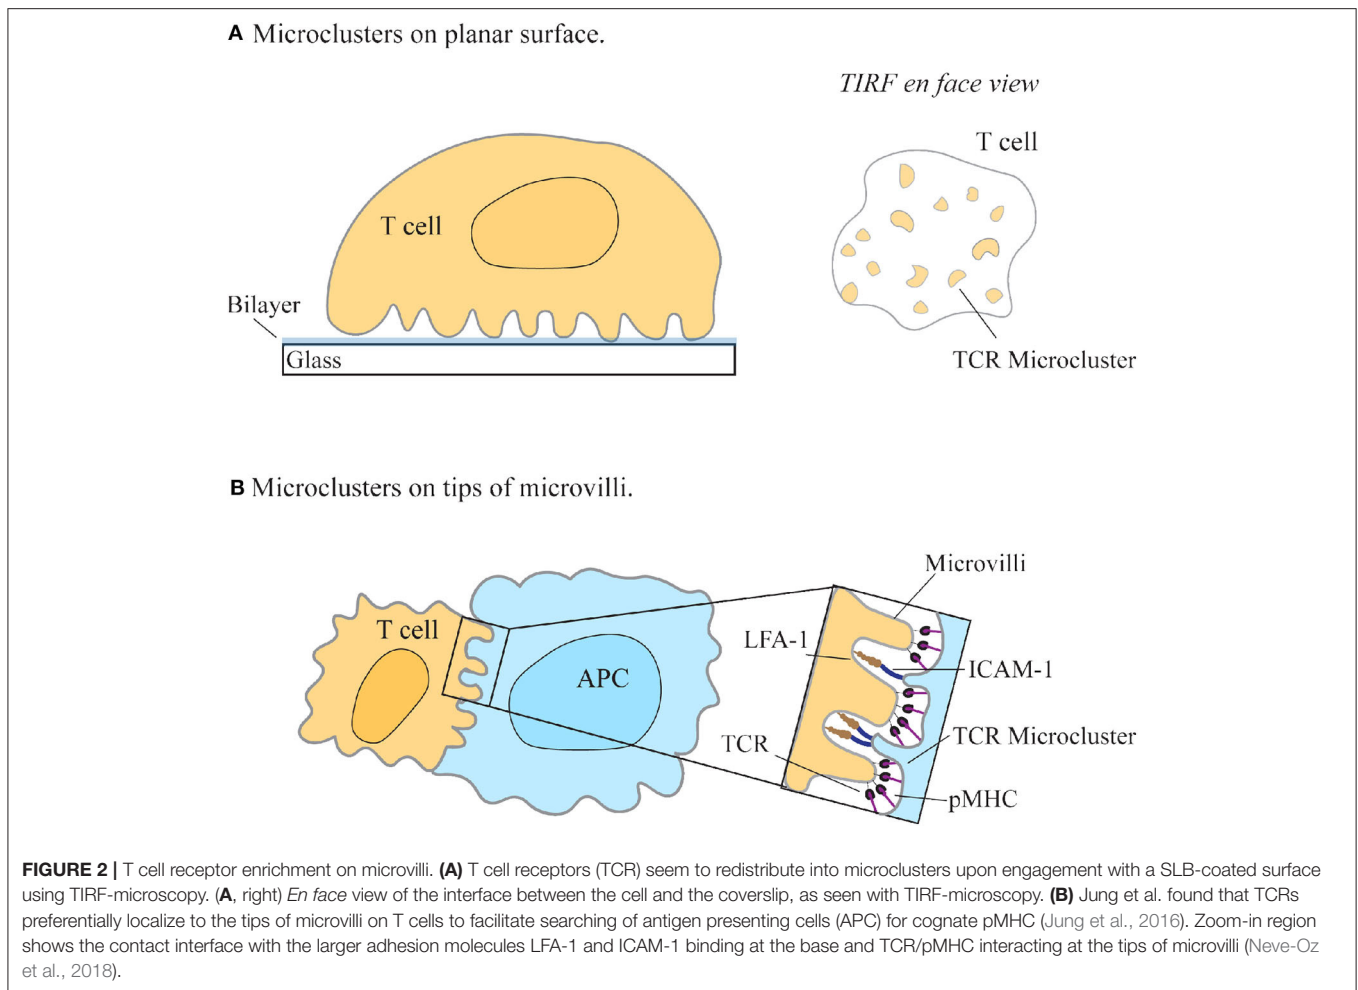 A Microclusters on planar surface.
TIRF en face view
T cell
T cell
Bilayer
Glass
TCR Microcluster
B Microclusters on tips of microvilli.
Microvilli
T cell
LFA-1
ICAM-1
APC
TCR
TCR Microcluster
pMHC
FIGURE 2 | T cell receptor enrichment on microvilli. (A) T cell receptors (TCR) seem to redistribute into microclusters upon engagement with a SLB-coated surface
using TIRF-microscopy. (A, right) En face view of the interface between the cell and the coverslip, as seen with TIRF-microscopy. (B) Jung et al. found that TCRs
preferentially localize to the tips of microvilli on T cells to facilitate searching of antigen presenting cells (APC) for cognate pMHC (Jung et al., 2016). Zoom-in region
shows the contact interface with the larger adhesion molecules LFA-1 and ICAM-1 binding at the base and TCR/pMHC interacting at the tips of microvilli (Neve-Oz
et al., 2018).